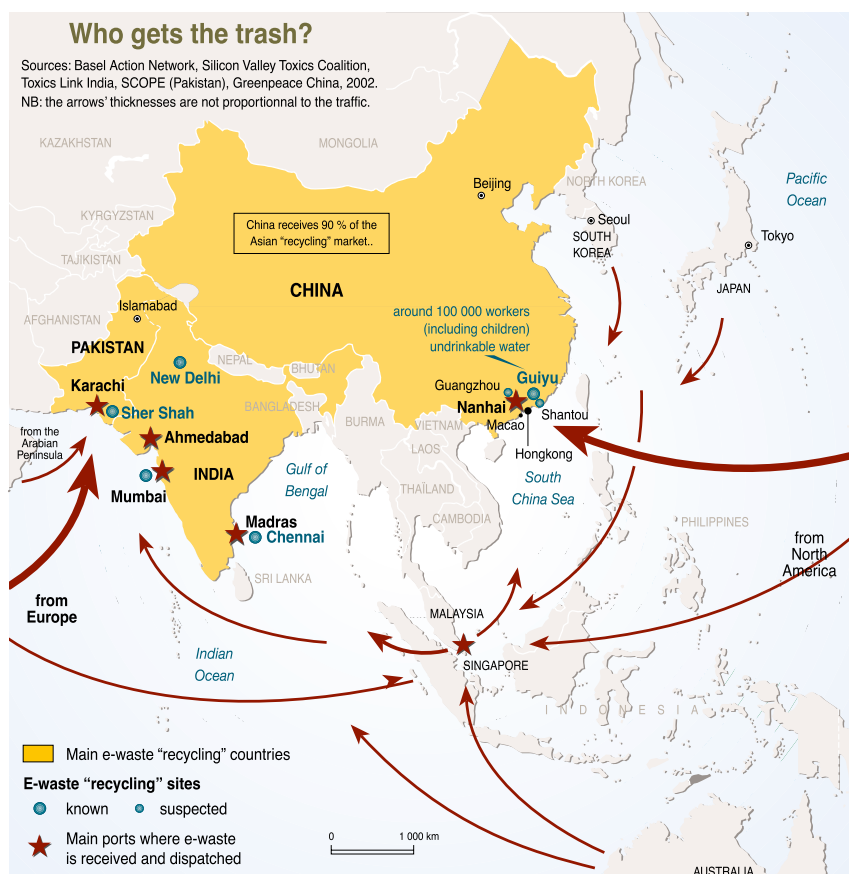 Who gets the trash?
Sources: Basel Action Network, Silicon Valley Toxics Coalition,
Toxics Link India, SCOPE (Pakistan), Greenpeace China, 2002.
NB: the arrows' thicknesses are not proportionnal to the traffic.
KAZAKHSTAN
MONGOLIA
Pacific
Ocean
Beijing
NORTH KOREA
KYRGYZSTAN
Seoul
China receives 90 % of the
Asian “recycling” market..
SOUTH
KOREA
Tokyo
TAJIKISTAN
CHINA
JAPAN
Islamabad
AFGHANISTAN
around 100 000 workers
(including children)
undrinkable water
PAKISTAN
NEPAL
BHUTAN
New Delhi
Guiyu
Karachi
Guangzhou
Nanhai
BANGLADESH
Sher Shah
Shantou
Macao
BURMA
VIETNAM
from the
Arabian
Peninsula
Ahmedabad
LAOS
Hongkong
INDIA
Gulf of
Bengal
South
China Sea
THAÏLAND
Mumbai
Madras
Chennai
CAMBODIA
PHILIPPINES
from
North
America
SRI LANKA
from
Europe
MALAYSIA
Indian
Ocean
SINGAPORE
INDONESIA
Main e-waste “recycling” countries
E-waste “recycling” sites
known
suspected
Main ports where e-waste
is received and dispatched
0
1 000 km
AUSTRALIA